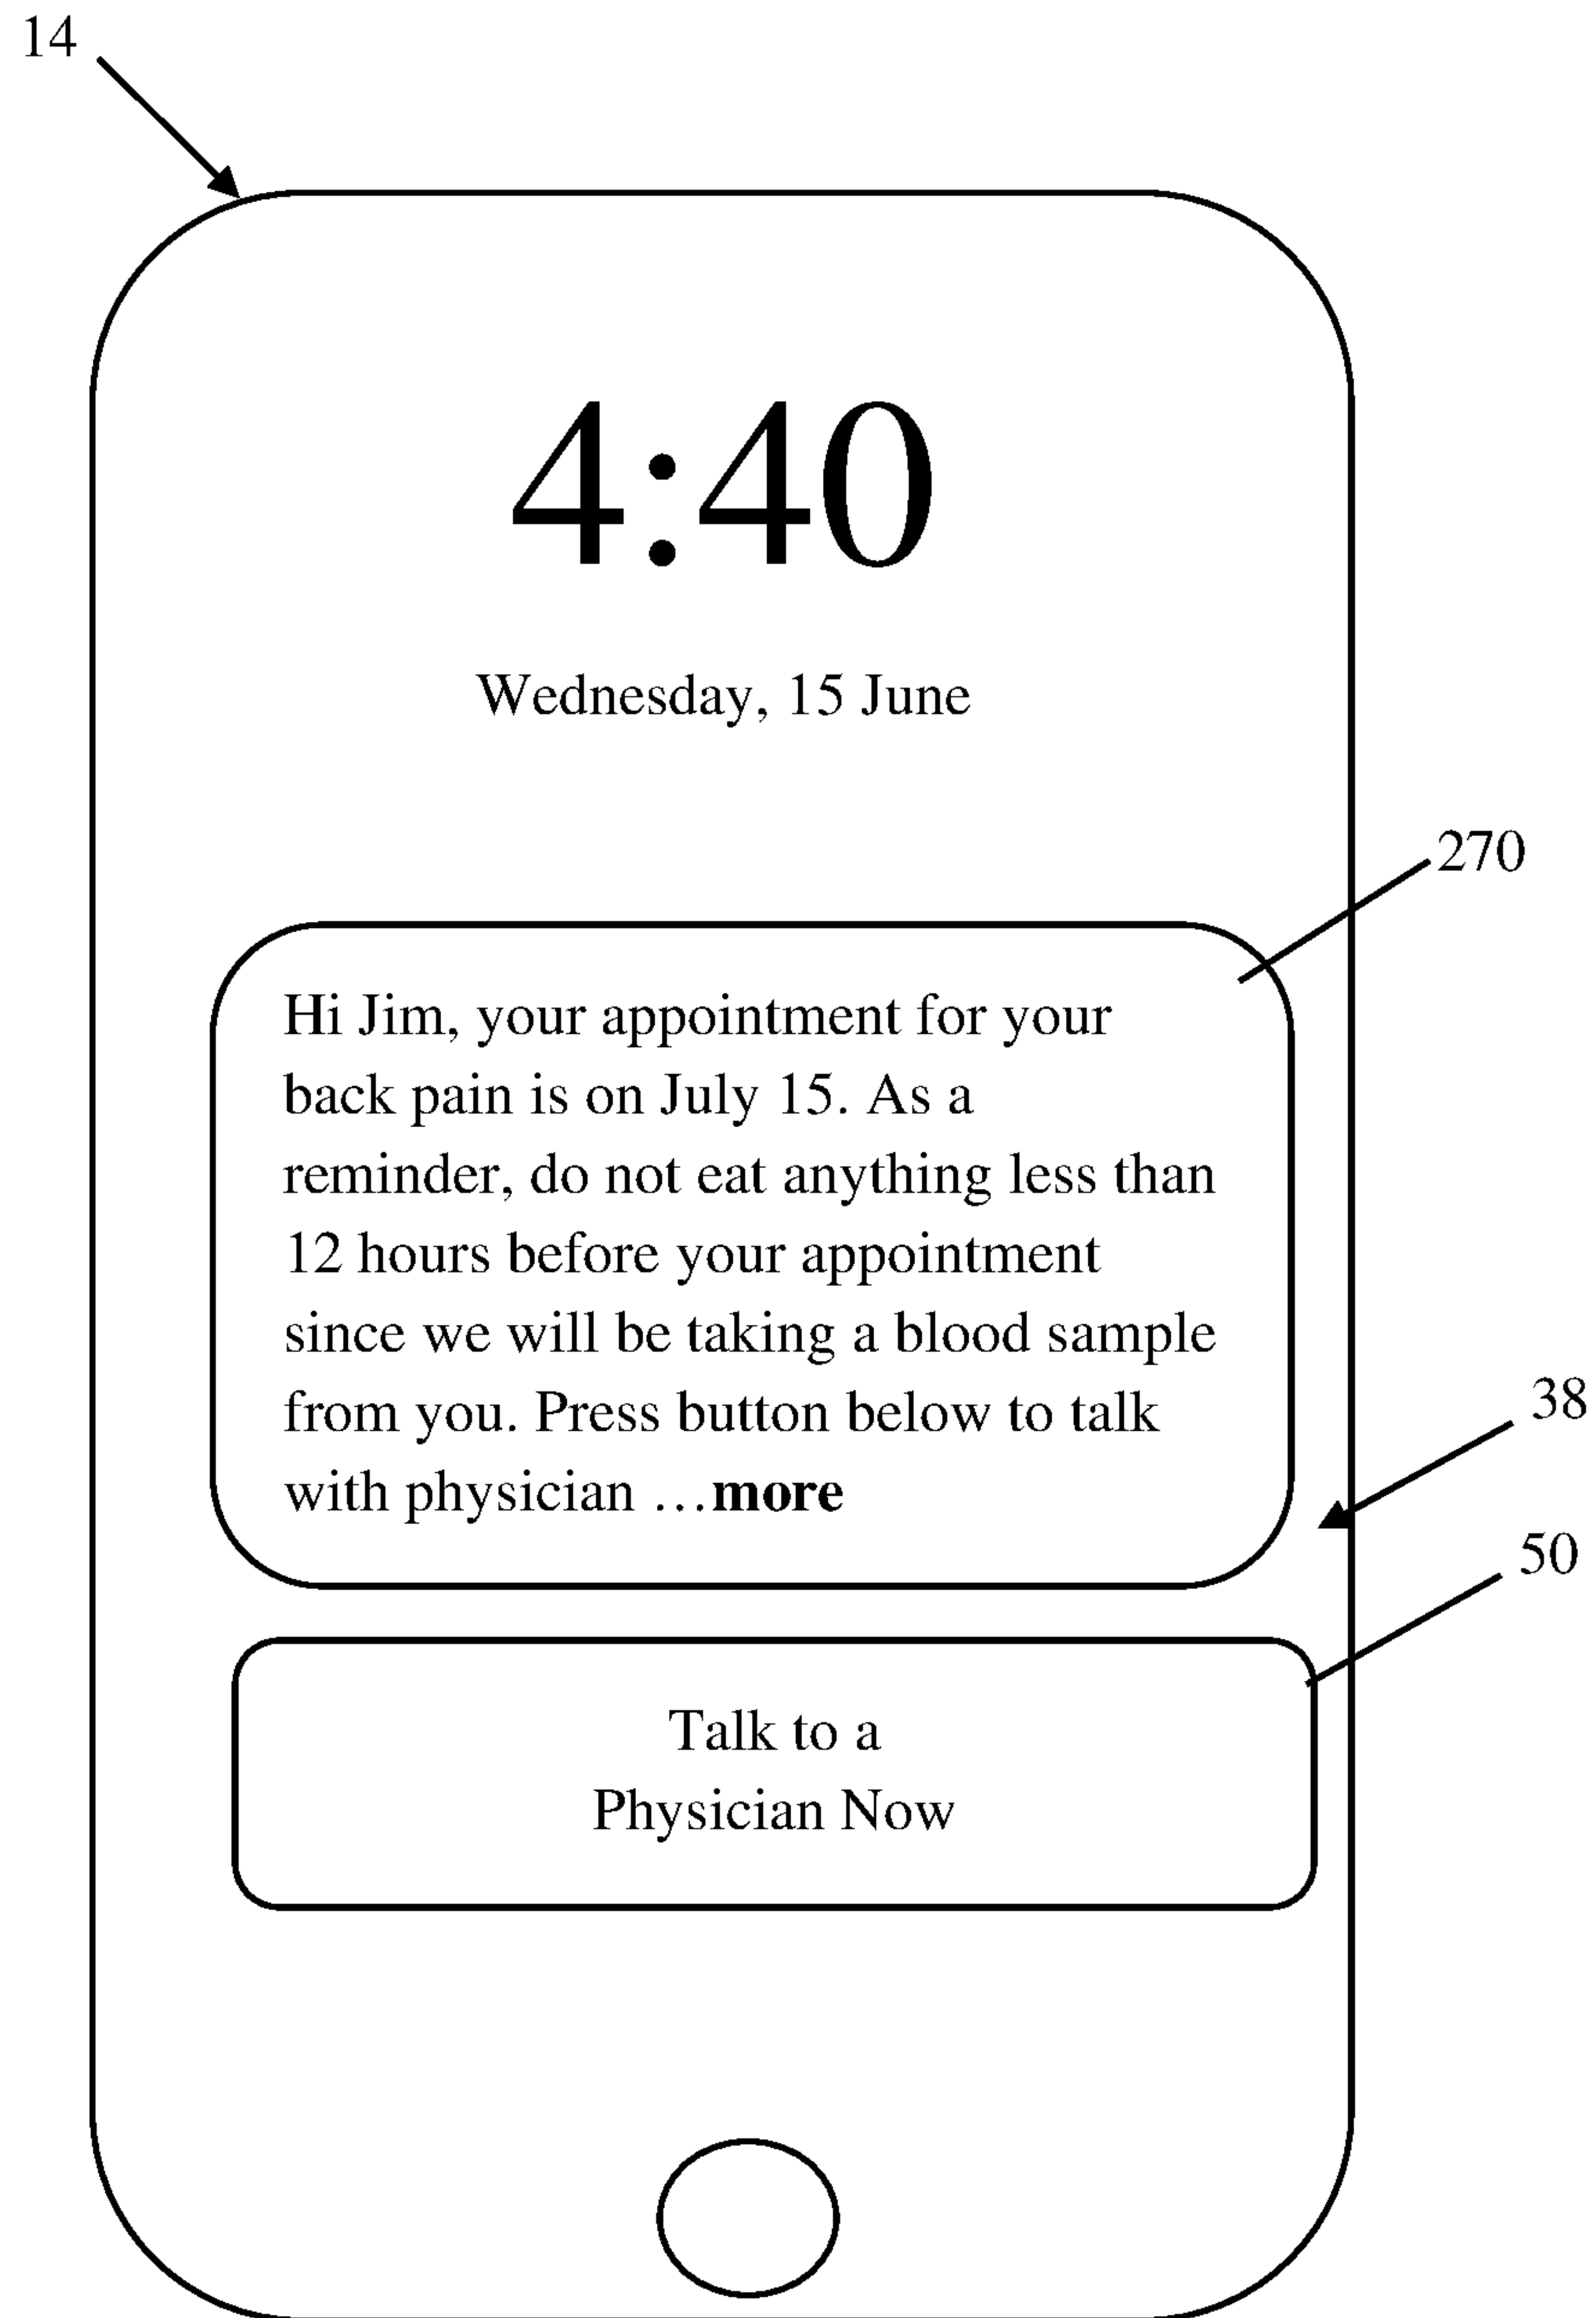 14
4:40
Wednesday, 15 June
270
Hi Jim, your appointment for your
back pain is on July 15. As a
reminder, do not eat anything less than
12 hours before your appointment
since we will be taking a blood sample
from you. Press button below to talk
with physician …more
38
50
Talk to a
Physician Now